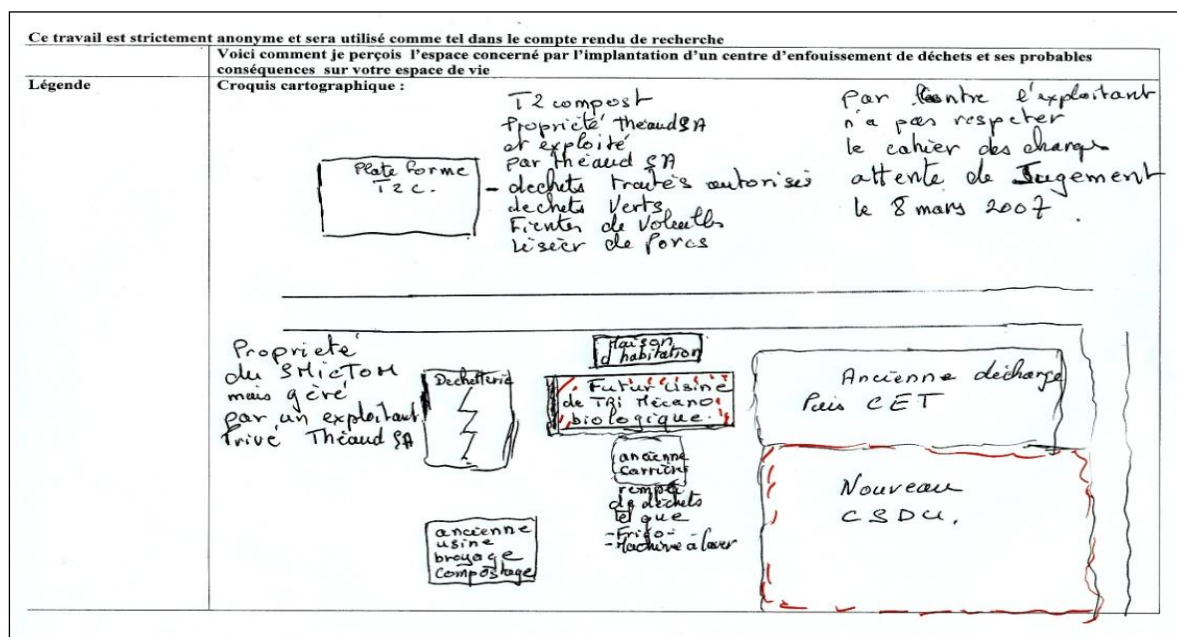 Ce travail est strictement anonyme et sera utilisé comme tel dans le compte rendu de recherche
Voici comment je perçois l'espace concerné par l'implantation d'un centre d'enfouissement de déchets et ses probables
conséquences sur votre espace de vie
Légende
Croquis cartographique :
T2 compost
Propriété Théaud SA
et exploité
par Théaud SA
- dechets traités autorisés
dechets Verts
Fientes de
de Porcs
par contre l'exploitant
n'a pas respecter
le cahier des charges
attente de Jugement
le 8 mars 2007.
Plate forme
T2C.
Propriété
du SMICTOM
mais géré
par un exploitant
Privé Théaud SA
Dechetterie
Maison
d'habitation
Futur Usine
de TRI Mécano
biologique.
ancienne
Carrière
rempli
de déchets
tel que
- Frigo -
- Machine à laver
ancienne
usine
broyage
compostage
Ancienne décharge
Puis CET
Nouveau
CSDU.